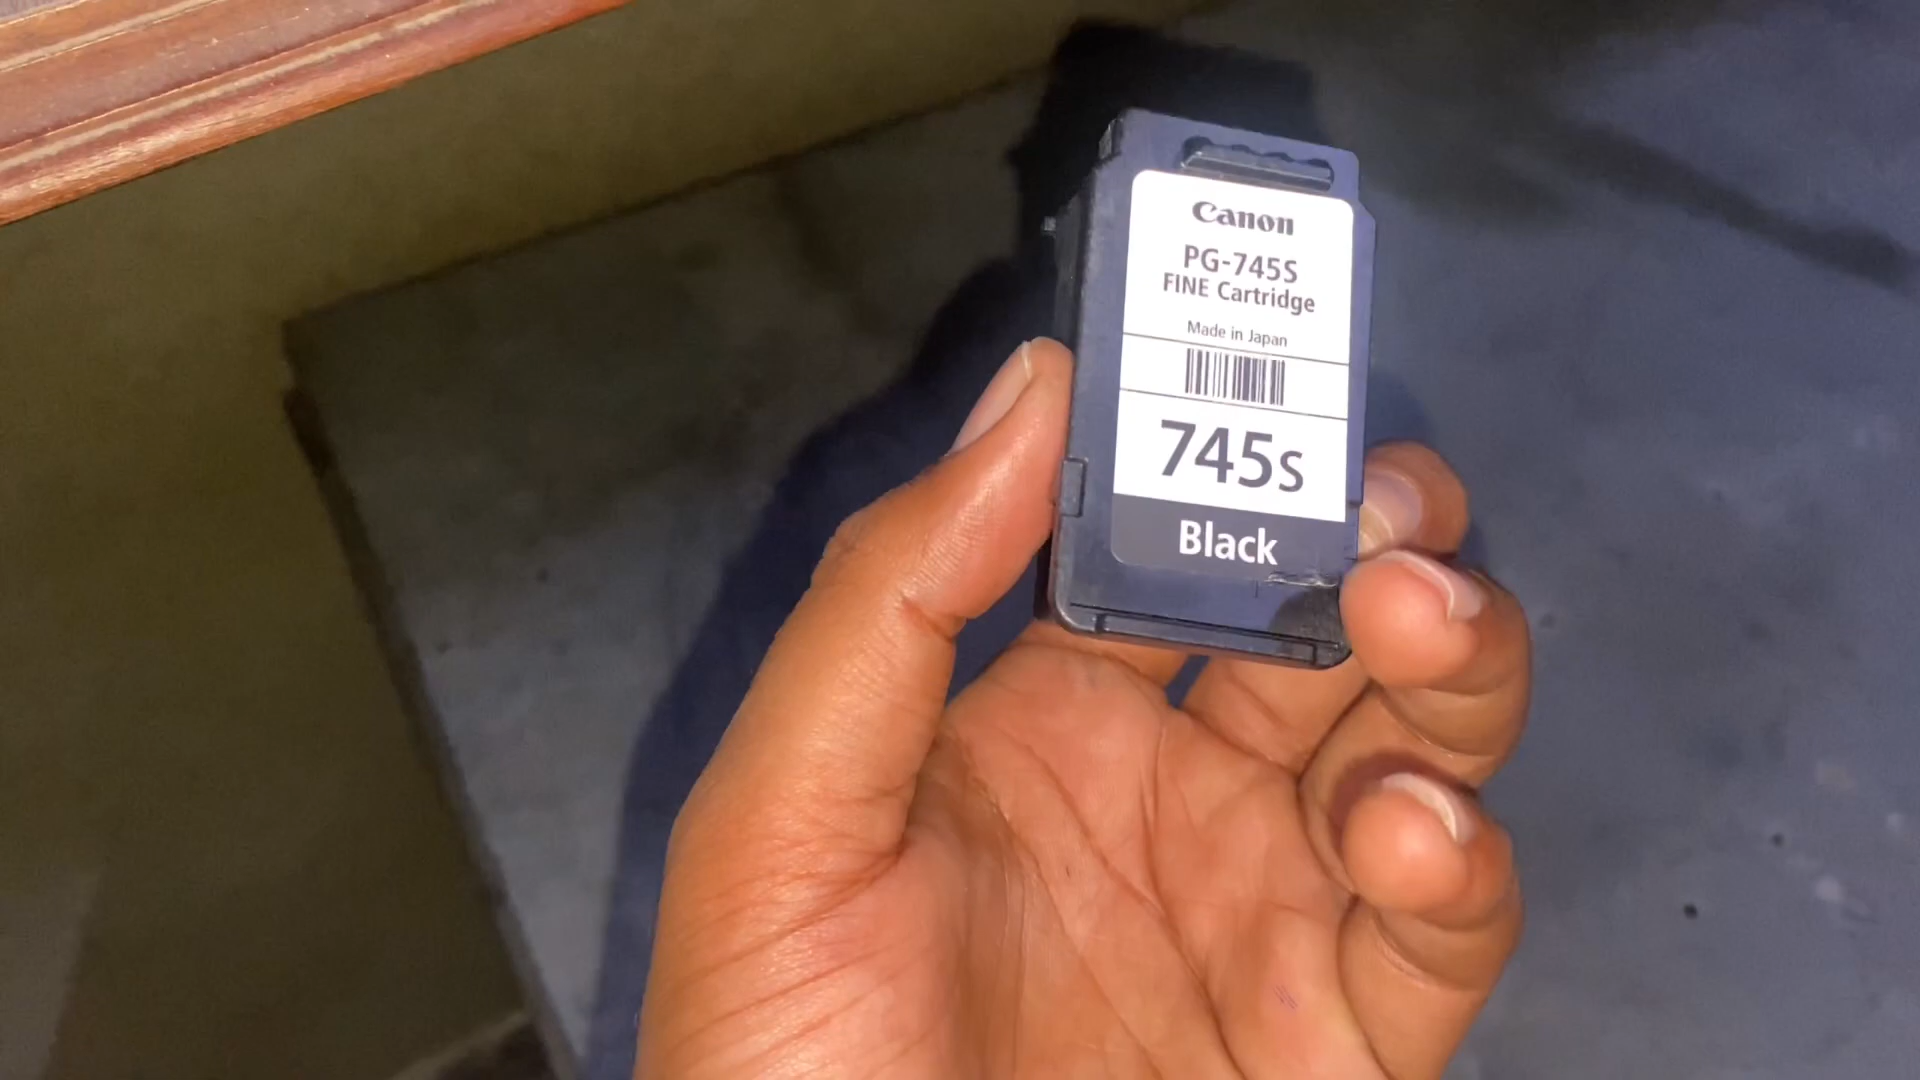 Canon
PG-745S
FINE Cartridge
Made in Japan
745s
Black